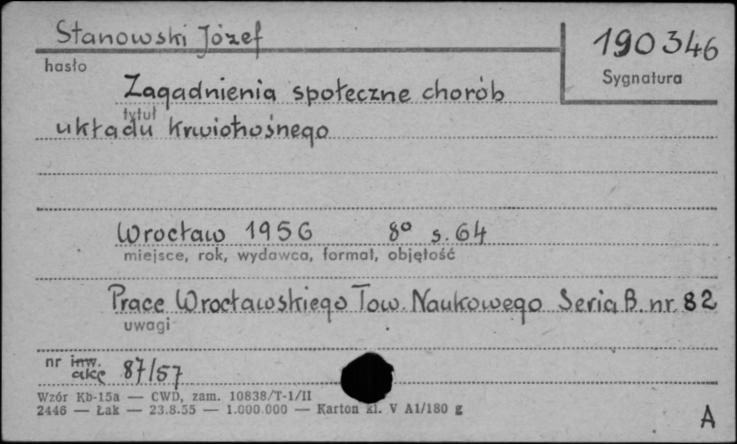 Stanowski Józef
190346
hasło
Sygnatura
Zagadnienia społeczne chorób
tytuł
układu krwionośnego
Wrocław 1956 8° s. 64
miejsce, rok, wydawca, format, objętość
Prace Wrocławskiego Tow. Naukowego Seria B. nr. 82
uwagi
nr inw. akc 87/57
Wzór Kb-15a — CWD, zam. 10838/T-1/II
2446 — Łak — 23.8.55 — 1.000.000 — Karton kl. V A1/180 g
A